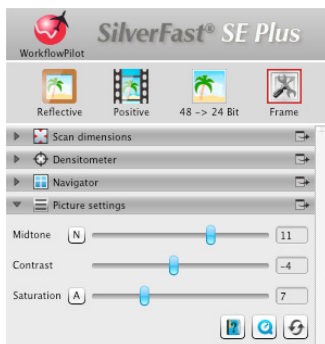 SilverFast® SE Plus
WorkflowPilot
Reflective Positive 48 -> 24 Bit Frame
Scan dimensions
Densitometer
Navigator
Picture settings
Midtone N 11
Contrast -4
Saturation A 7